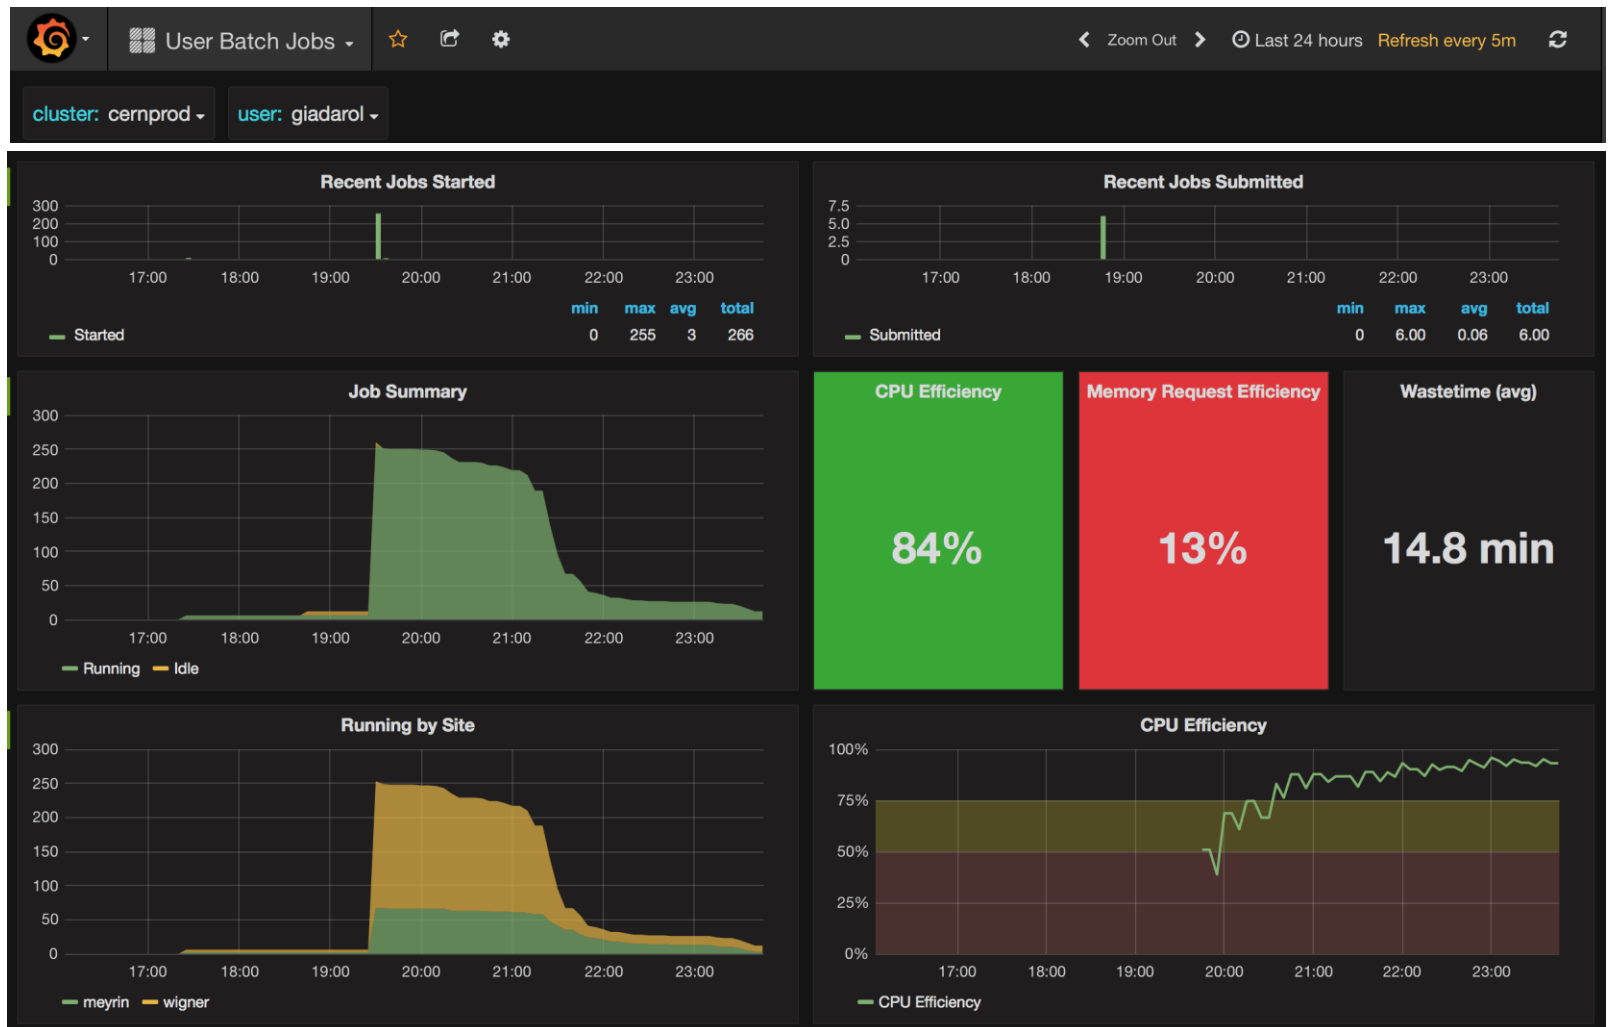 User Batch Jobs
Zoom Out
Last 24 hours
Refresh every 5m
cluster: cernprod
user: giadarol
Recent Jobs Started
300
200
100
0
17:00 18:00 19:00 20:00 21:00 22:00 23:00
min max avg total
Started 0 255 3 266
Recent Jobs Submitted
7.5
5.0
2.5
0
17:00 18:00 19:00 20:00 21:00 22:00 23:00
min max avg total
Submitted 0 6.00 0.06 6.00
Job Summary
300
250
200
150
100
50
0
17:00 18:00 19:00 20:00 21:00 22:00 23:00
Running Idle
CPU Efficiency
84%
Memory Request Efficiency
13%
Wastetime (avg)
14.8 min
Running by Site
300
250
200
150
100
50
0
17:00 18:00 19:00 20:00 21:00 22:00 23:00
meyrin wigner
CPU Efficiency
100%
75%
50%
25%
0%
17:00 18:00 19:00 20:00 21:00 22:00 23:00
CPU Efficiency